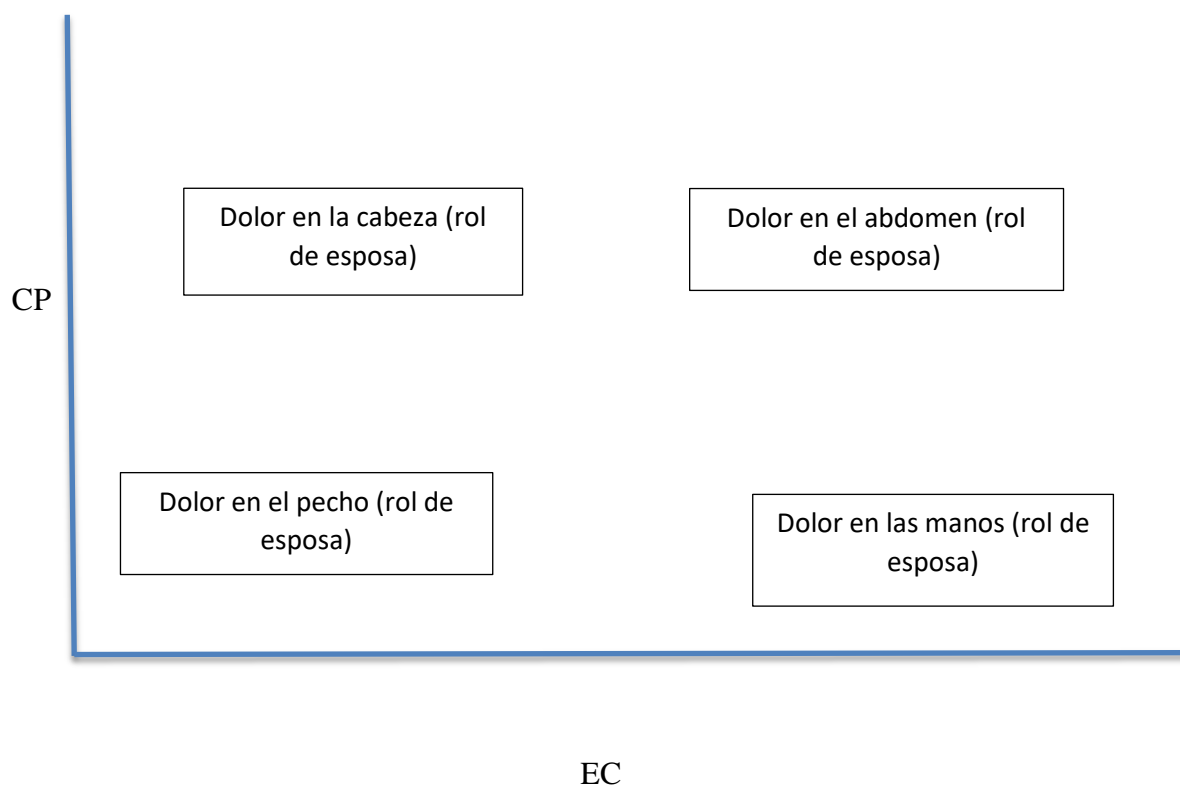 Dolor en la cabeza (rol
de esposa)
Dolor en el abdomen (rol
de esposa)
CP
Dolor en el pecho (rol de
esposa)
Dolor en las manos (rol de
esposa)
EC